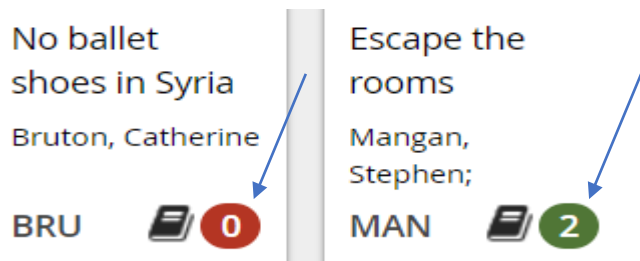 No ballet
shoes in Syria
Bruton, Catherine
BRU 0
Escape the
rooms
Mangan,
Stephen;
MAN 2